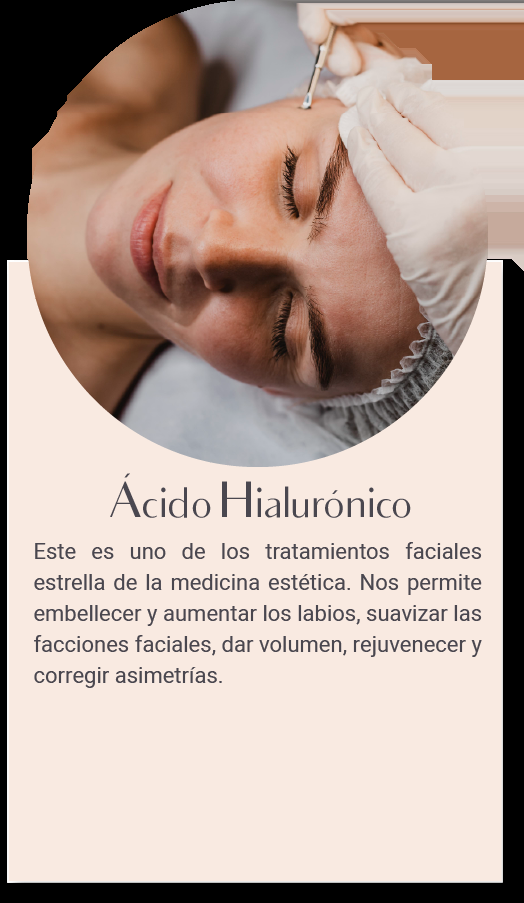 Ácido Hialurónico
Este es uno de los tratamientos faciales
estrella de la medicina estética. Nos permite
embellecer y aumentar los labios, suavizar las
facciones faciales, dar volumen, rejuvenecer y
corregir asimetrías.